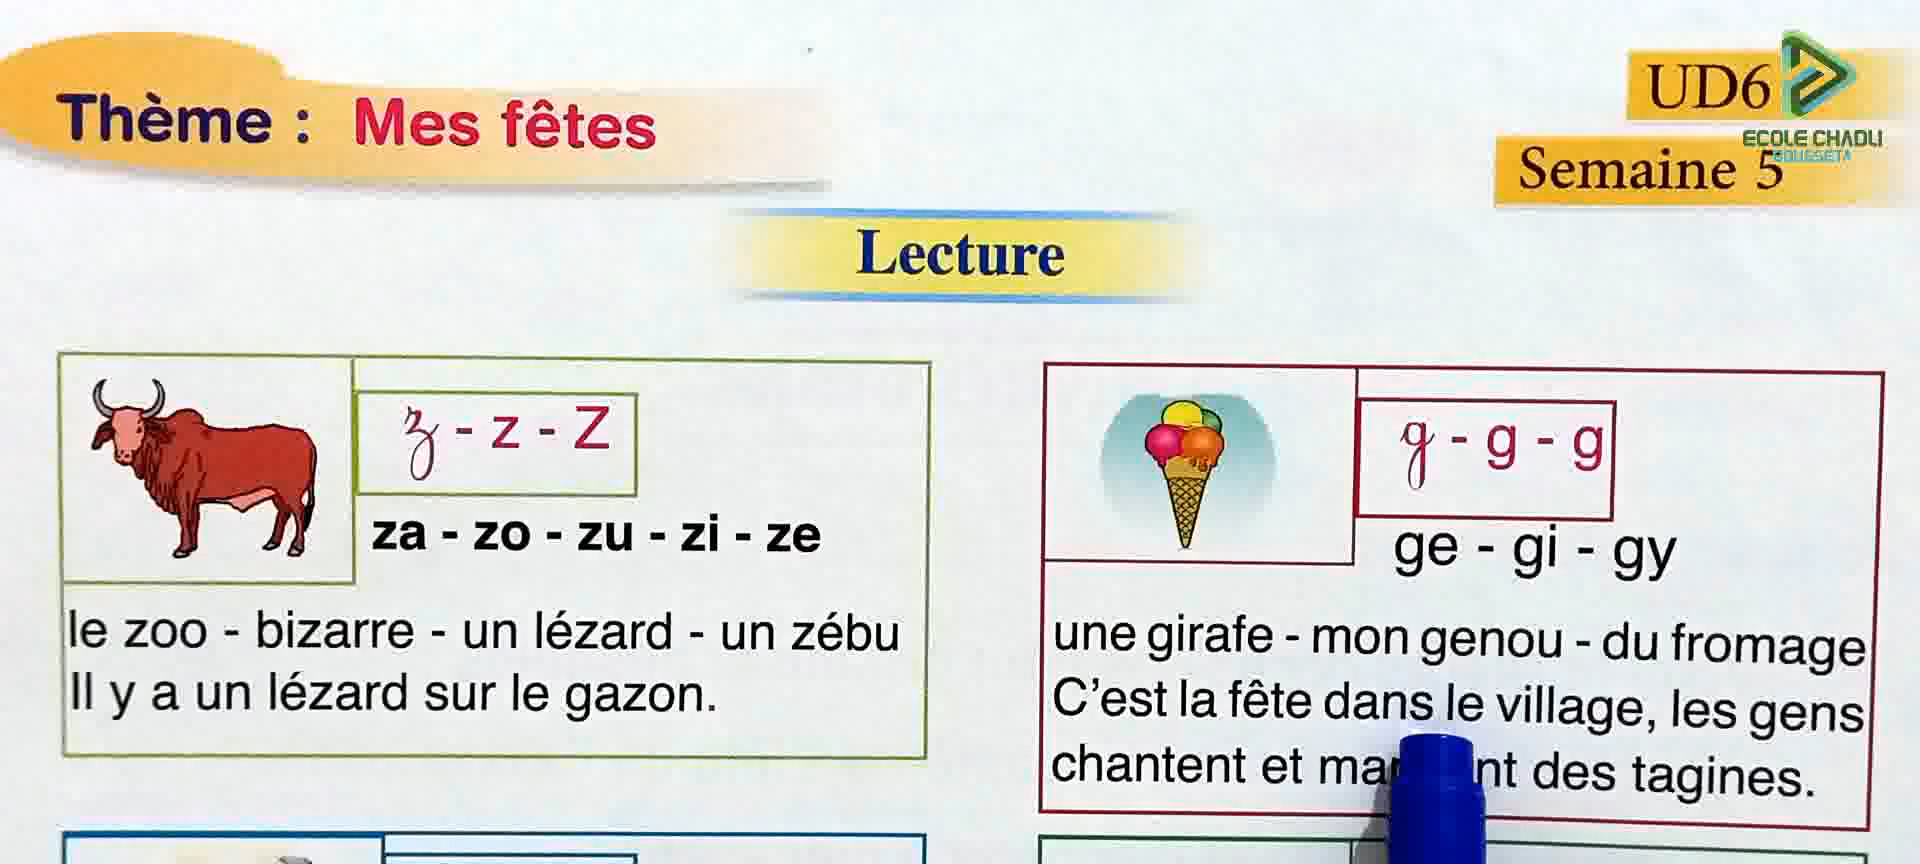 Thème : Mes fêtes
UD6
ECOLE CHADLI
Semaine 5
Lecture
z - z - Z
za - zo - zu - zi - ze
le zoo - bizarre - un lézard - un zébu
Il y a un lézard sur le gazon.
g - g - g
ge - gi - gy
une girafe - mon genou - du fromage
C'est la fête dans le village, les gens
chantent et des tagines.